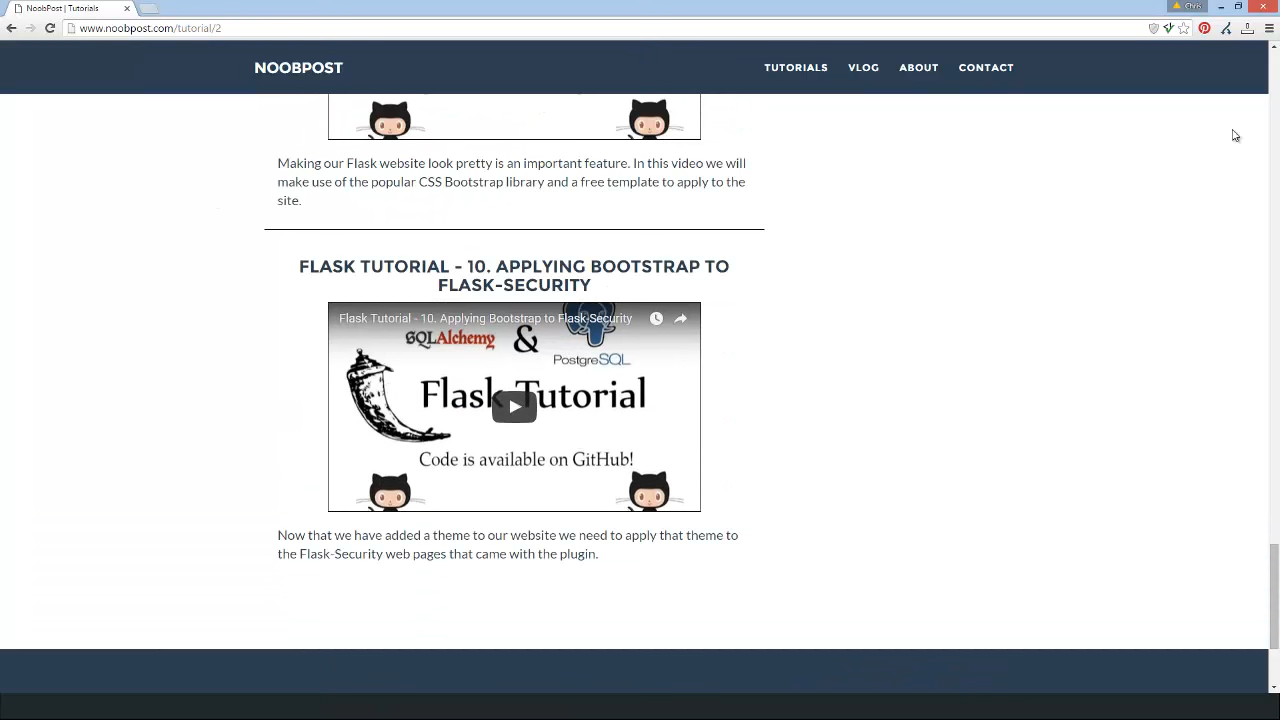 NoobPost | Tutorials
Chris
www.noobpost.com/tutorial/2
NOOBPOST
TUTORIALS VLOG ABOUT CONTACT
Making our Flask website look pretty is an important feature. In this video we will
make use of the popular CSS Bootstrap library and a free template to apply to the
site.
FLASK TUTORIAL - 10. APPLYING BOOTSTRAP TO
FLASK-SECURITY
Flask Tutorial - 10. Applying Bootstrap to Flask-Security
SQLAlchemy & PostgreSQL
Flask Tutorial
Code is available on GitHub!
Now that we have added a theme to our website we need to apply that theme to
the Flask-Security web pages that came with the plugin.